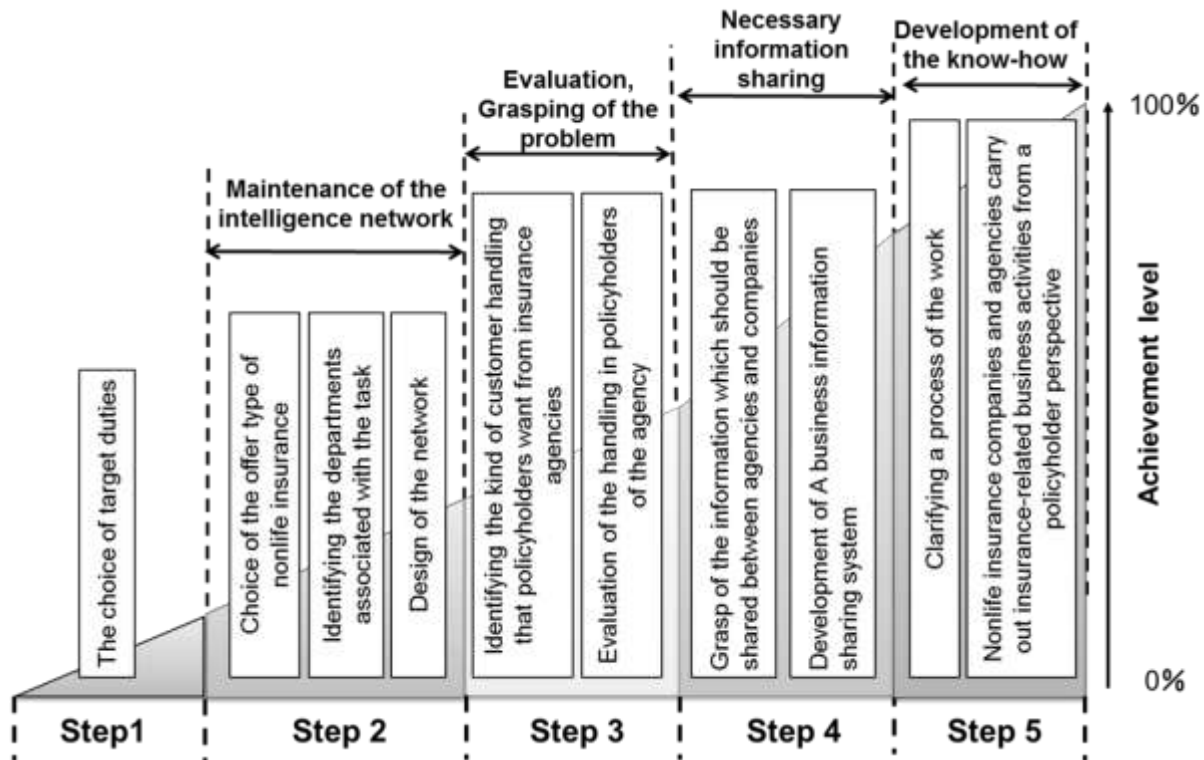 Necessary
information
sharing
Development of
the know-how
Evaluation,
Grasping of the
problem
Maintenance of the
intelligence network
The choice of target duties
Choice of the offer type of
nonlife insurance
Identifying the departments
associated with the task
Design of the network
Identifying the kind of customer handling
that policyholders want from insurance
agencies
Evaluation of the handling in policyholders
of the agency
Grasp of the information which should be
shared between agencies and companies
Development of A business information
sharing system
Clarifying a process of the work
Nonlife insurance companies and agencies carry
out insurance-related business activities from a
policyholder perspective
100%
Achievement level
0%
Step1
Step 2
Step 3
Step 4
Step 5